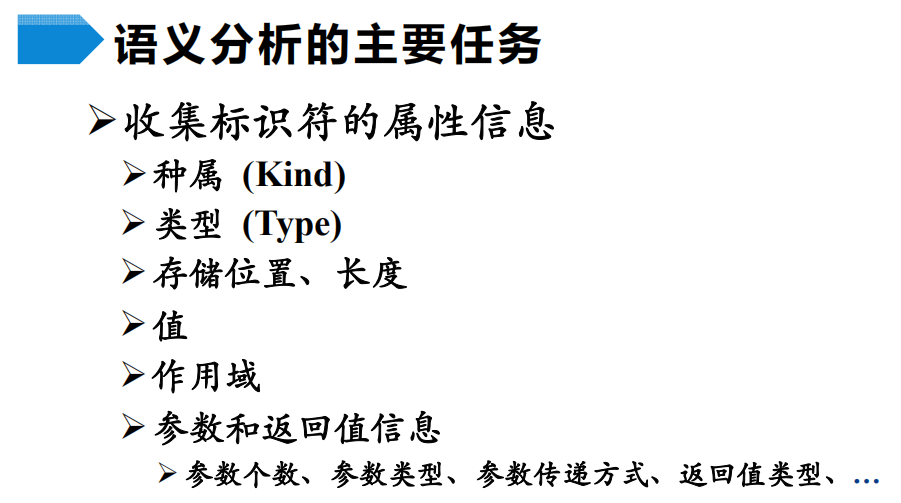 语义分析的主要任务
收集标识符的属性信息
种属 (Kind)
类型 (Type)
存储位置、长度
值
作用域
参数和返回值信息
参数个数、参数类型、参数传递方式、返回值类型、…